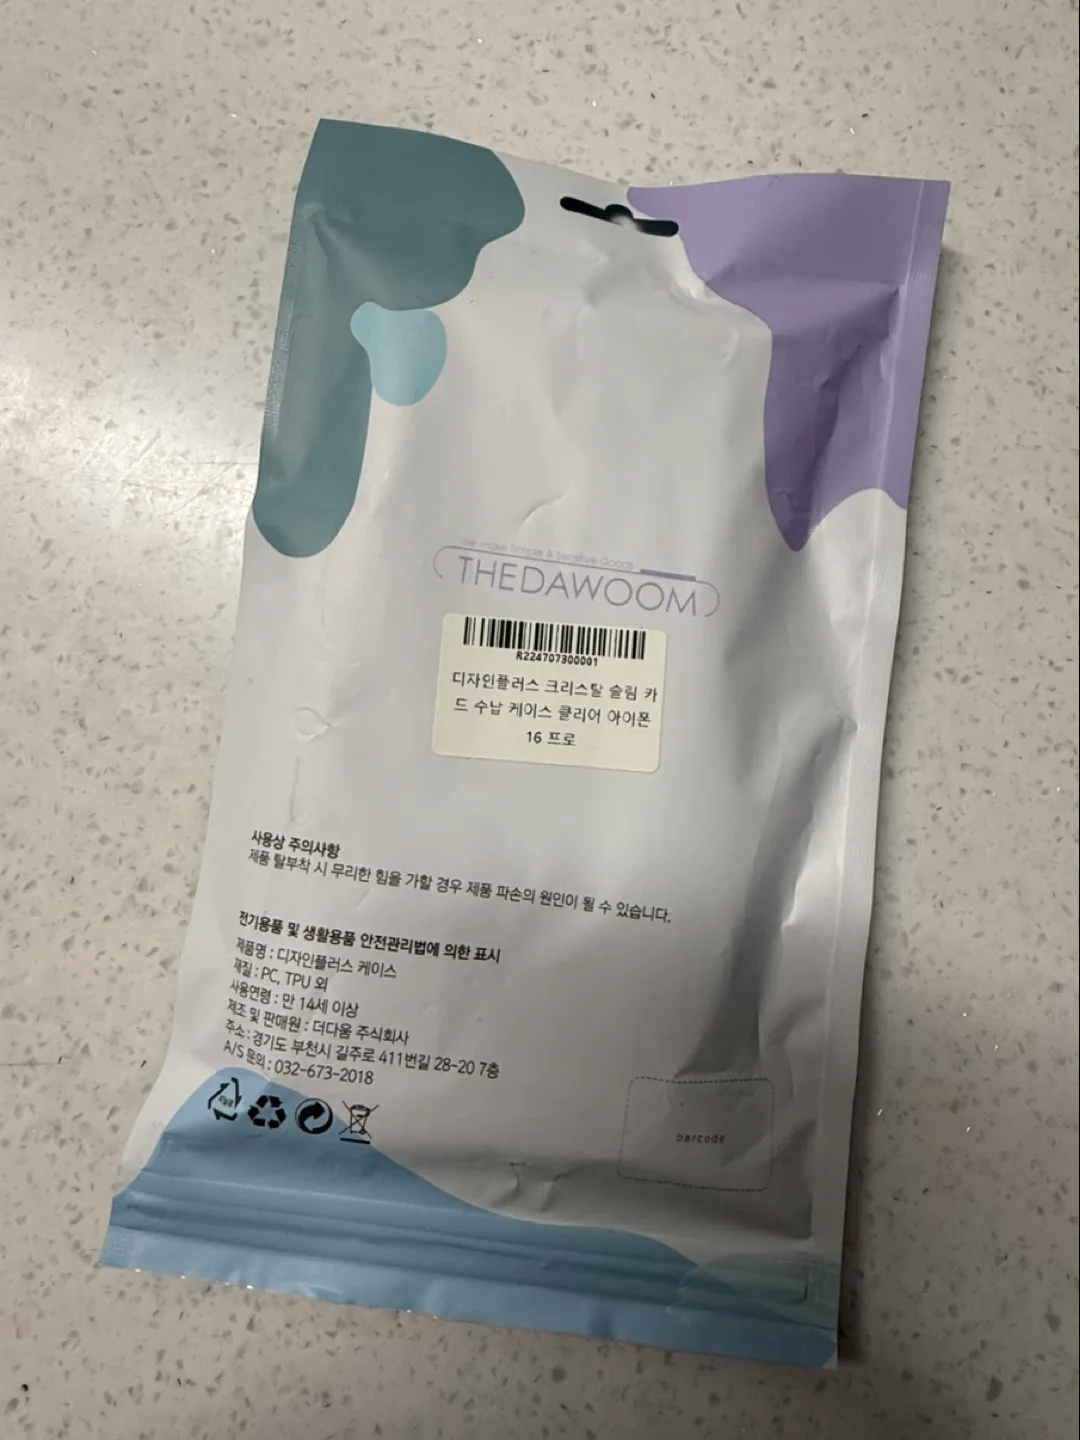 We make Simple & Sensitive Goods
THEDAWOOM
R224707300001
디자인플러스 크리스탈 슬림 카
드 수납 케이스 클리어 아이폰
16 프로
사용상 주의사항
제품 탈부착 시 무리한 힘을 가할 경우 제품 파손의 원인이 될 수 있습니다.
전기용품 및 생활용품 안전관리법에 의한 표시
제품명 : 디자인플러스 케이스
재질 : PC, TPU 외
사용연령 : 만 14세 이상
제조 및 판매원 : 더다움 주식회사
주소 : 경기도 부천시 길주로 411번길 28-20 7층
A/S 문의 : 032-673-2018
barcode